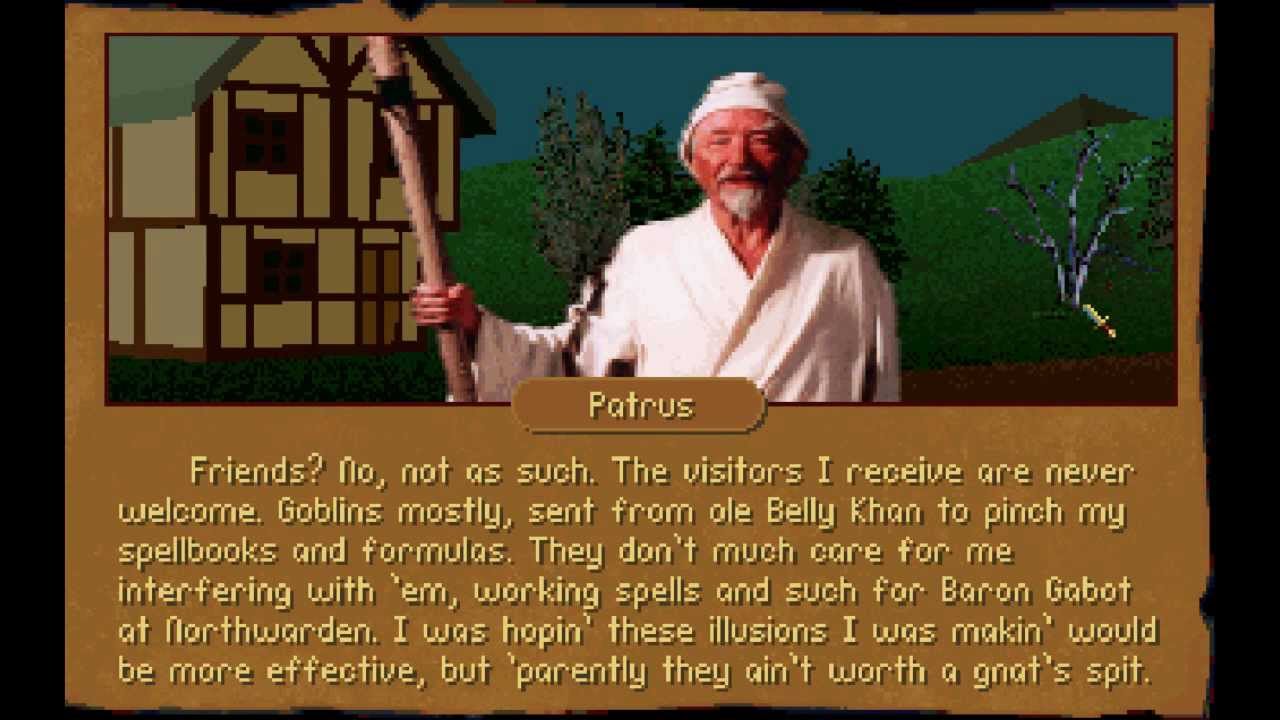 Patrus
Friends? No, not as such. The visitors I receive are never
welcome. Goblins mostly, sent from ole Belly Khan to pinch my
spellbooks and formulas. They don't much care for me
interfering with 'em, working spells and such for Baron Gabot
at Northwarden. I was hopin' these illusions I was makin' would
be more effective, but 'parently they ain't worth a gnat's spit.